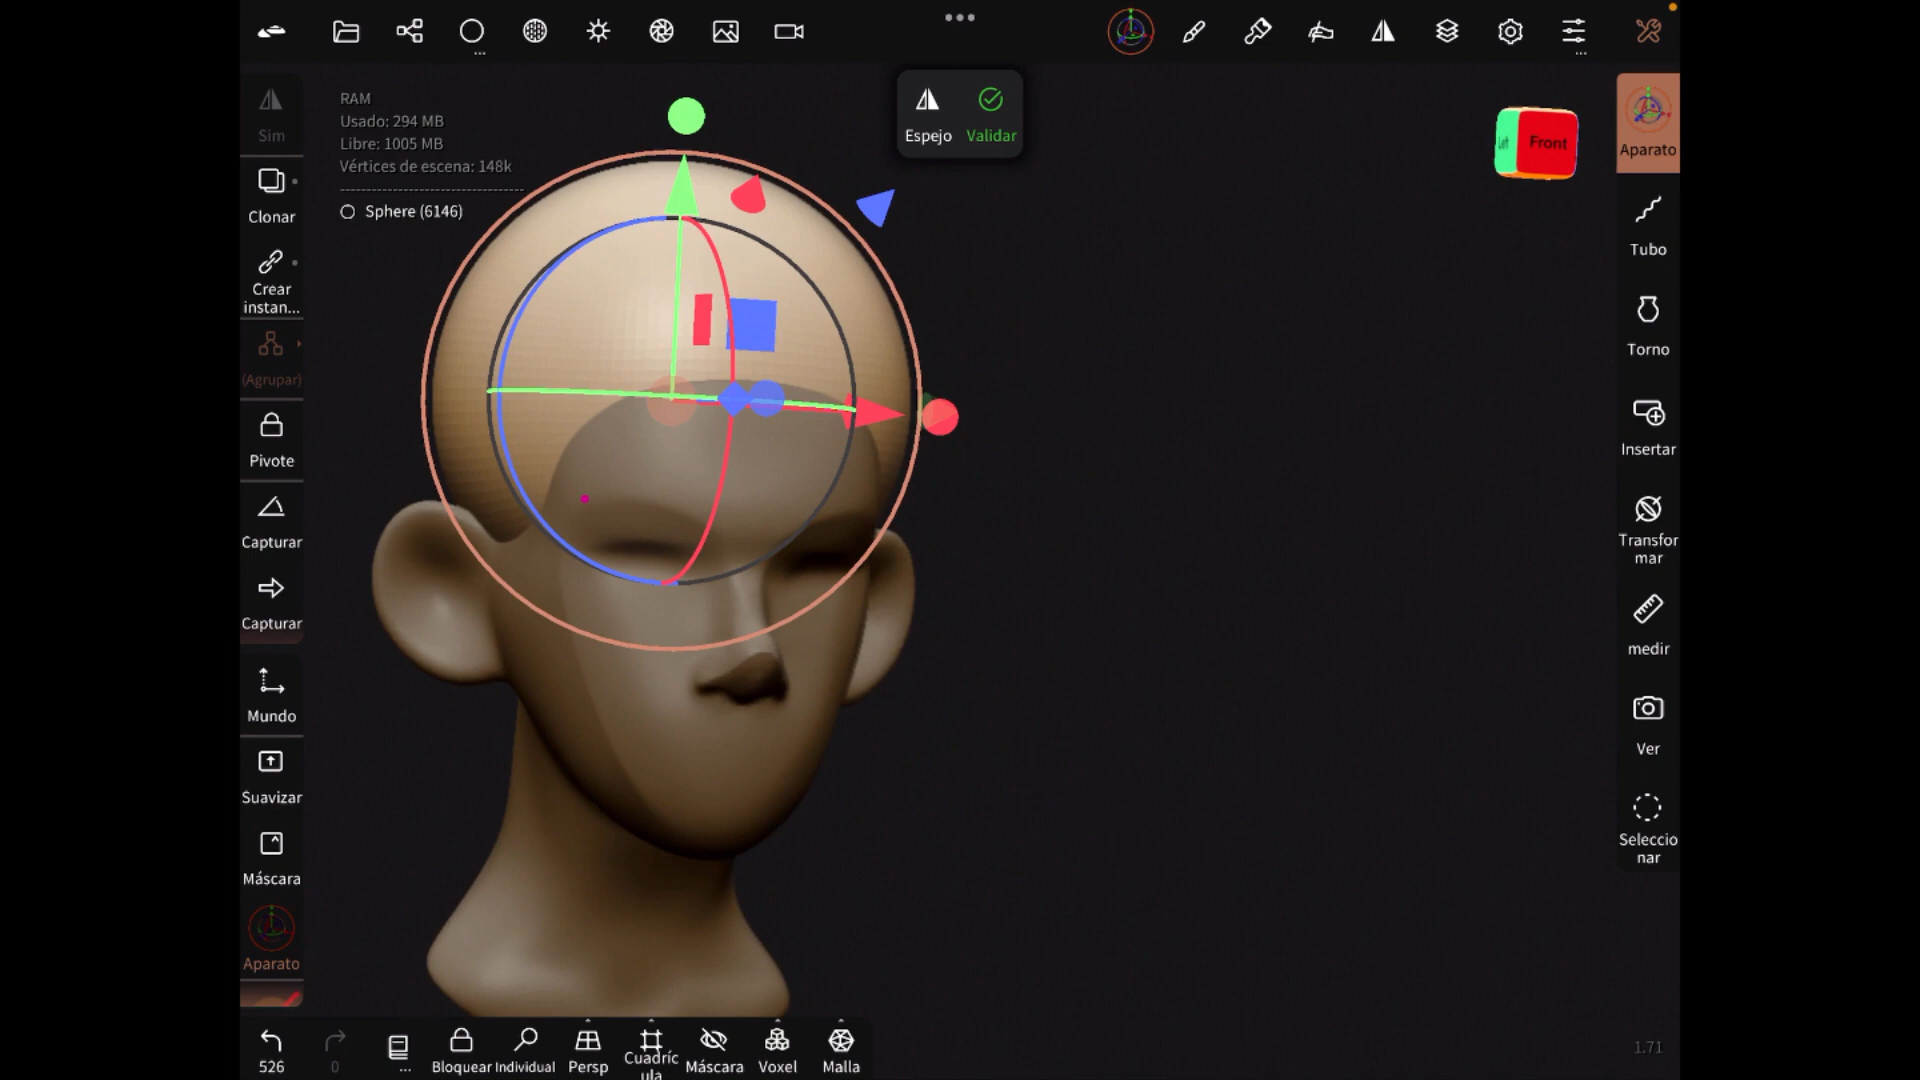 RAM
Usado: 294 MB
Libre: 1005 MB
Vértices de escena: 148k
Sphere (6146)
Espejo
Validar
Left
Front
Sim
Clonar
Crear
instan...
(Agrupar)
Pivote
Capturar
Capturar
Mundo
Suavizar
Máscara
Aparato
Aparato
Tubo
Torno
Insertar
Transfor
mar
medir
Ver
Seleccio
nar
526
0
...
Bloquear
Individual
Persp
Cuadríc
ula
Máscara
Voxel
Malla
1.71